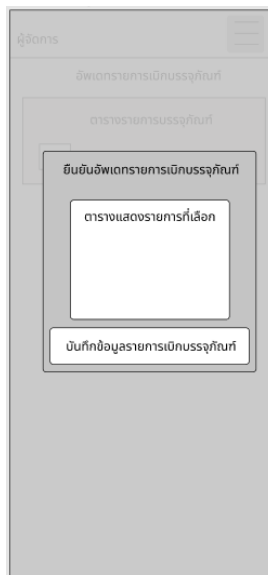 ผู้จัดการ
อัพเดทรายการเบิกบรรจุภัณฑ์
ตารางรายการบรรจุภัณฑ์
ยืนยันอัพเดทรายการเบิกบรรจุภัณฑ์
ตารางแสดงรายการที่เลือก
บันทึกข้อมูลรายการเบิกบรรจุภัณฑ์